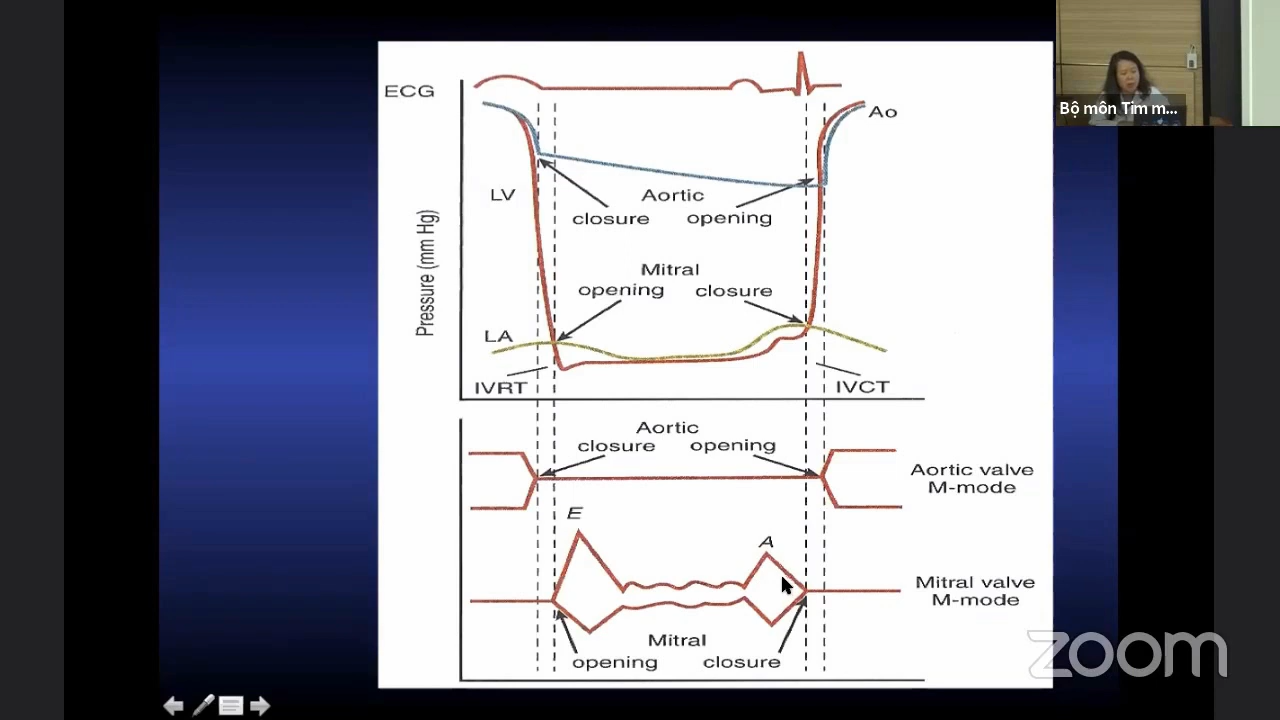 ECG
Bộ môn Tim m...
Ao
LV
Aortic
closure opening
Pressure (mm Hg)
Mitral
opening closure
LA
IVRT
IVCT
Aortic
closure opening
Aortic valve
M-mode
E
A
Mitral valve
M-mode
Mitral
opening closure
zoom